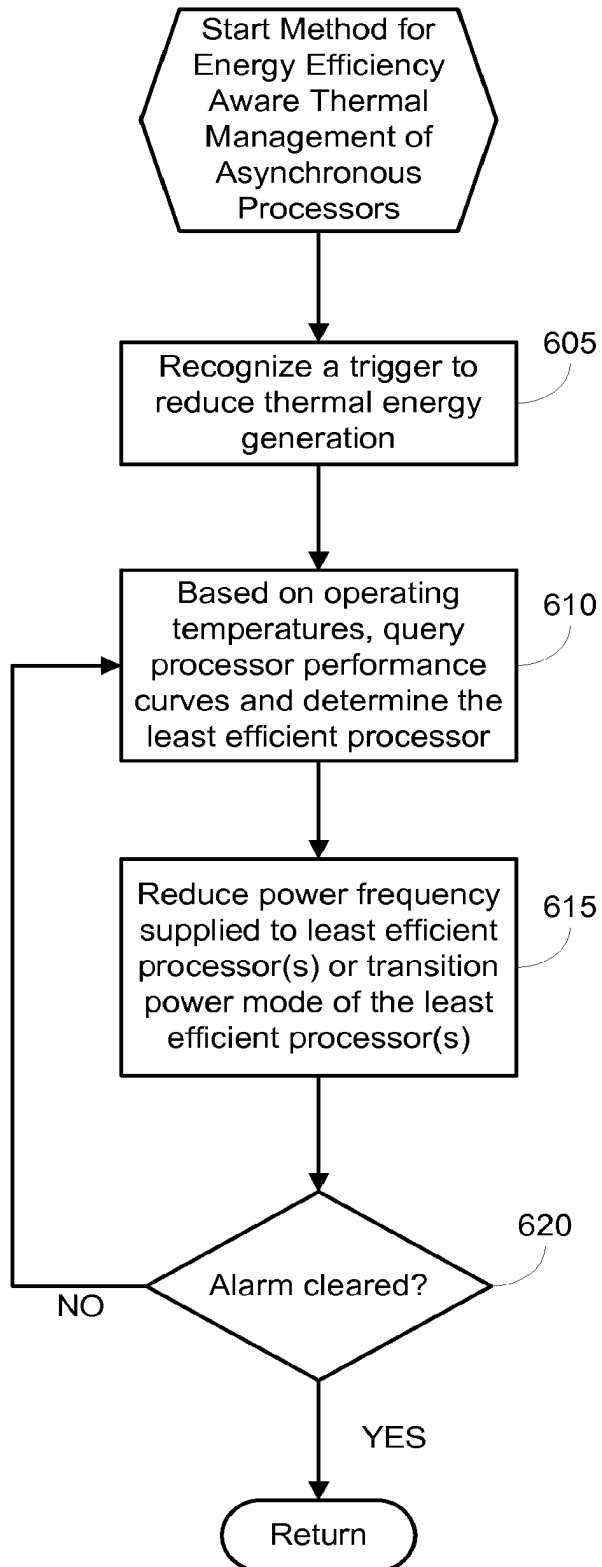 Start Method for
Energy Efficiency
Aware Thermal
Management of
Asynchronous
Processors
605
Recognize a trigger to
reduce thermal energy
generation
610
Based on operating
temperatures, query
processor performance
curves and determine the
least efficient processor
615
Reduce power frequency
supplied to least efficient
processor(s) or transition
power mode of the least
efficient processor(s)
620
Alarm cleared?
NO
YES
Return